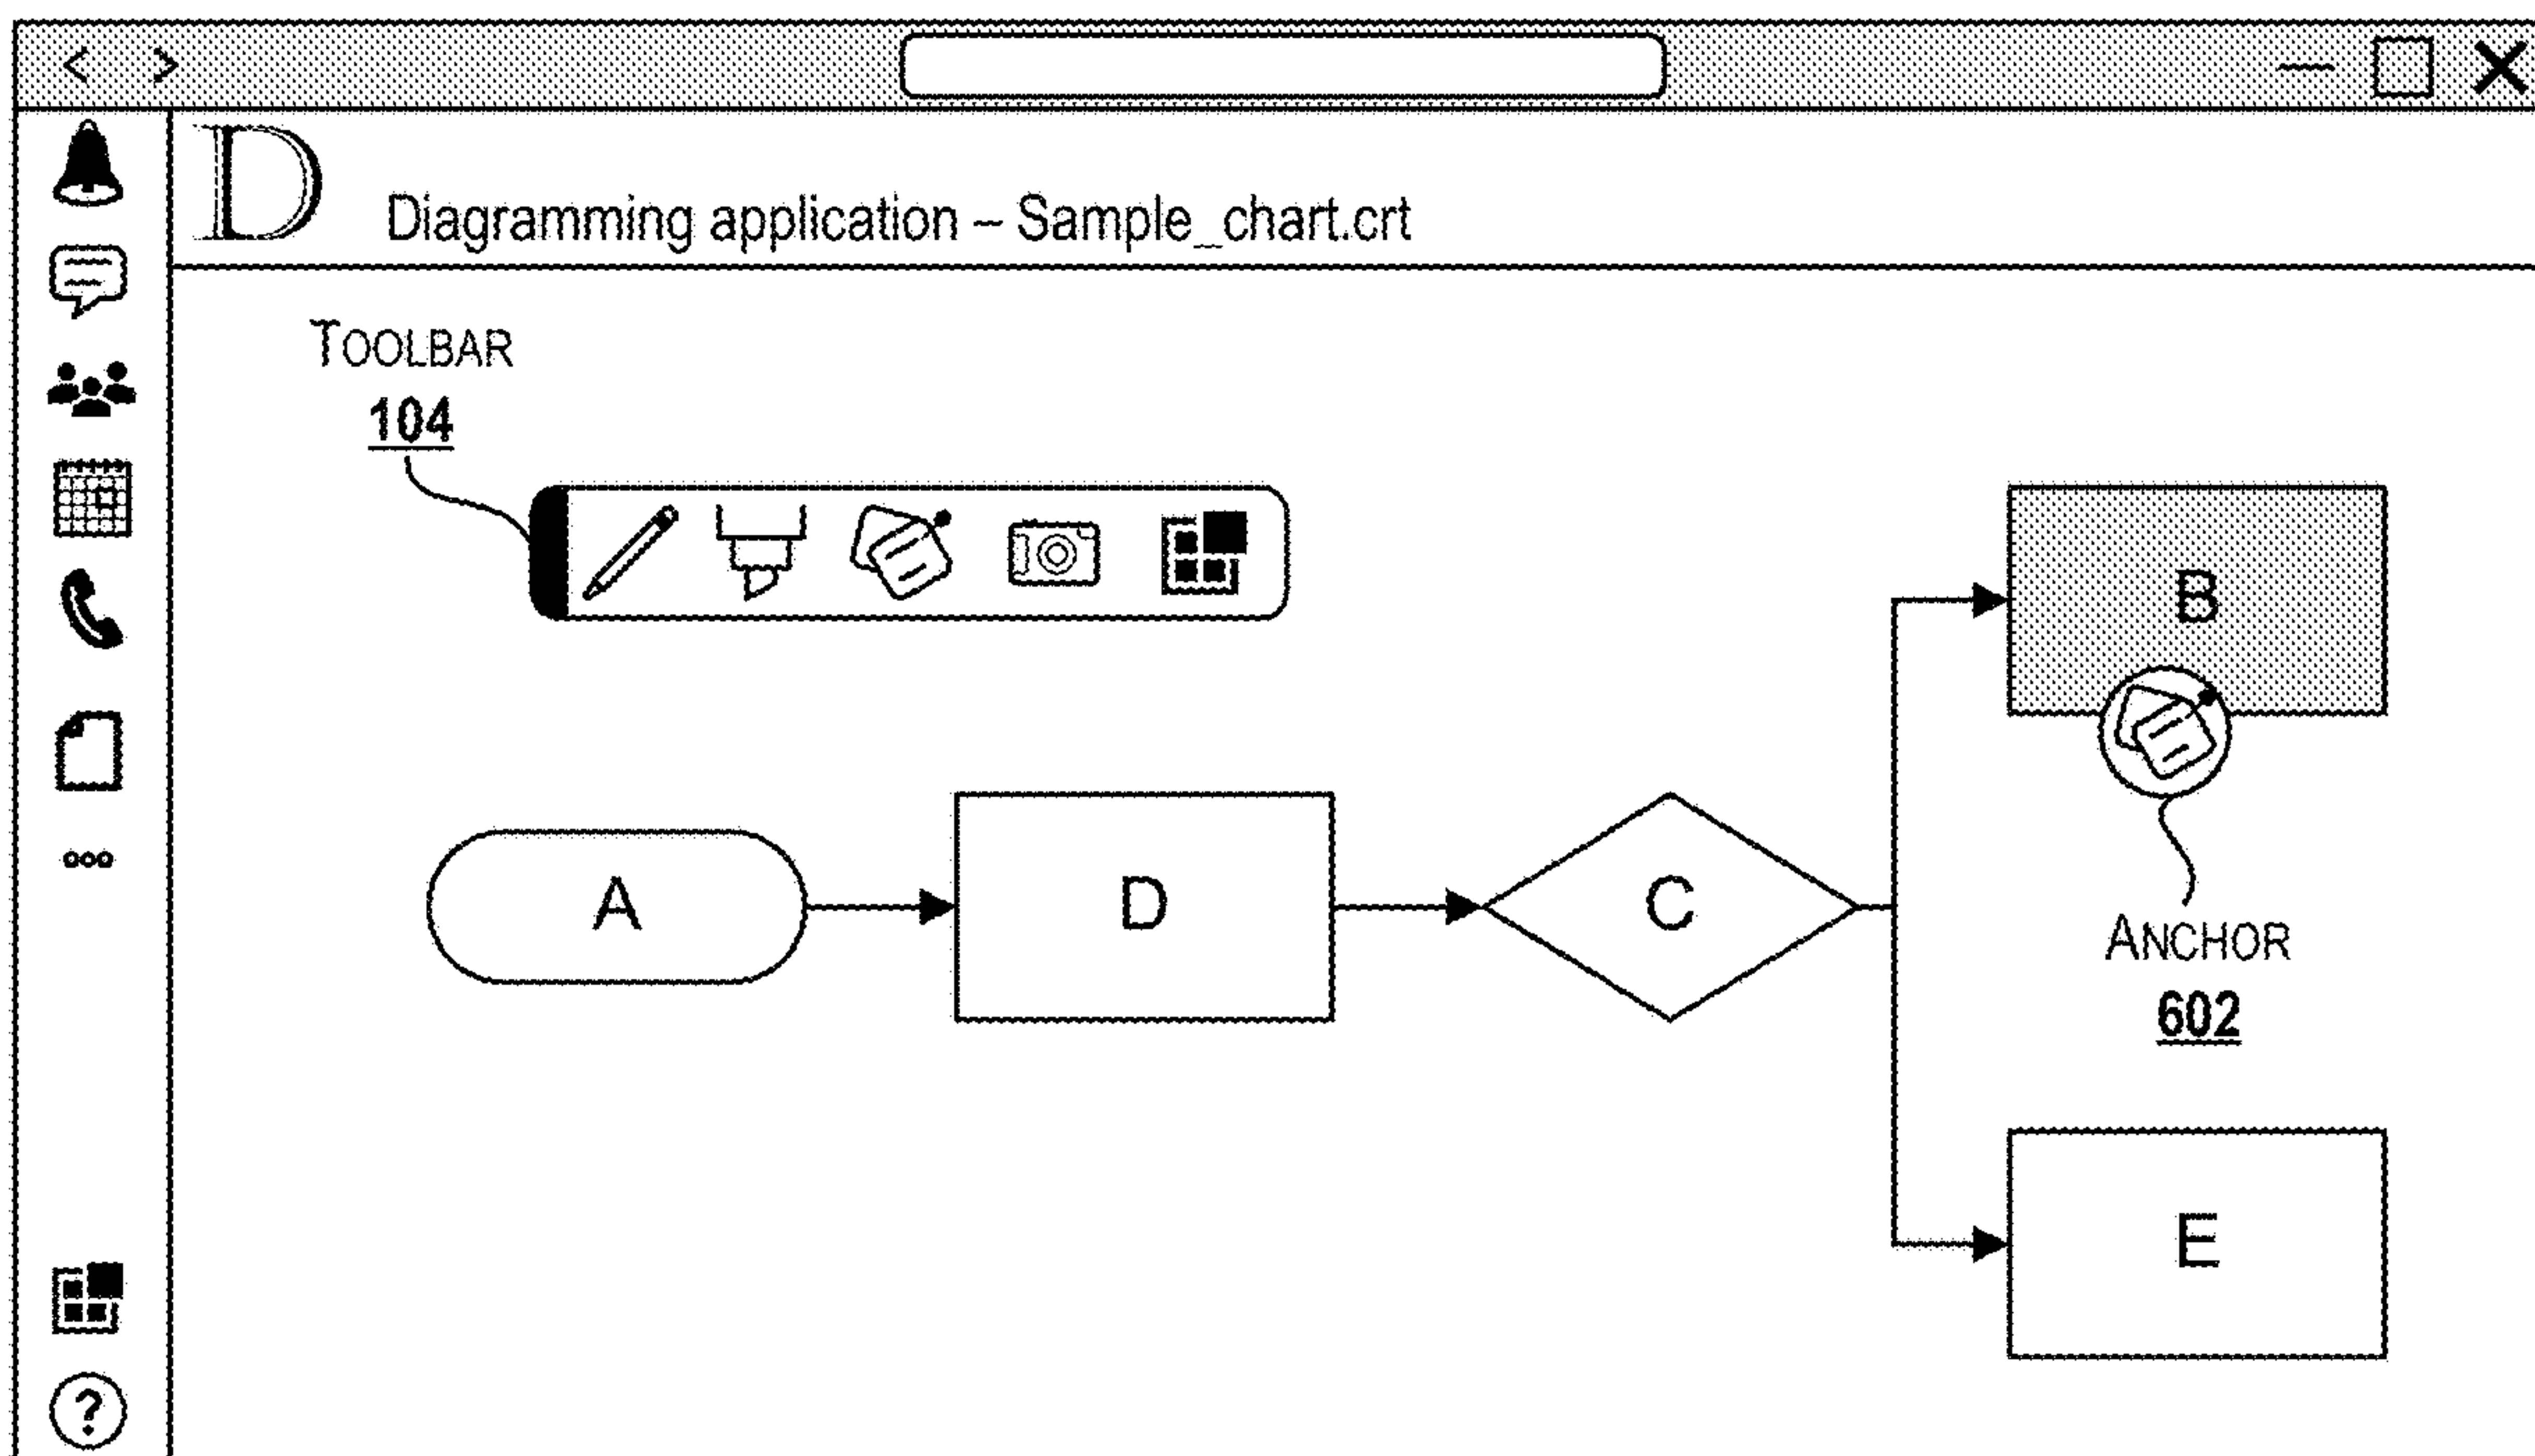 D
Diagramming application – Sample_chart.crt
TOOLBAR
104
B
A
D
C
ANCHOR
602
E
?